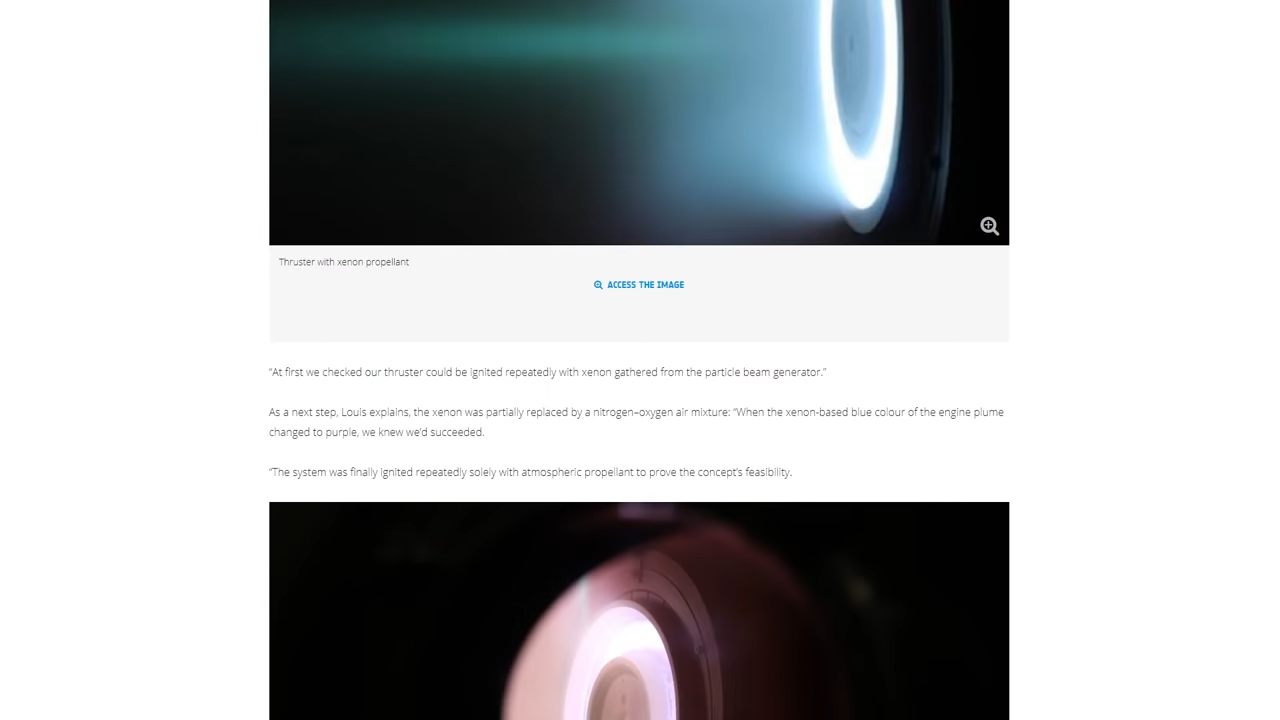 Thruster with xenon propellant
ACCESS THE IMAGE
“At first we checked our thruster could be ignited repeatedly with xenon gathered from the particle beam generator.”
As a next step, Louis explains, the xenon was partially replaced by a nitrogen–oxygen air mixture: “When the xenon-based blue colour of the engine plume
changed to purple, we knew we’d succeeded.
“The system was finally ignited repeatedly solely with atmospheric propellant to prove the concept’s feasibility.